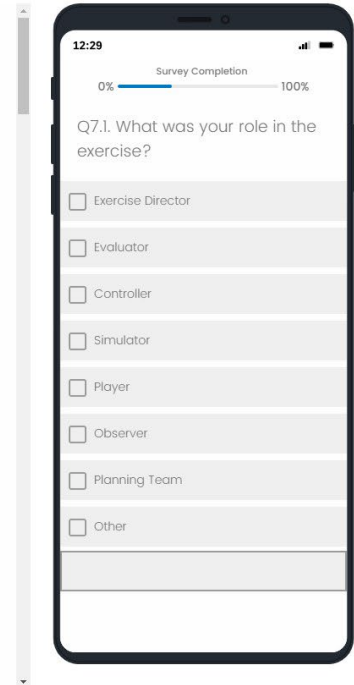 12:29
Survey Completion
0% 100%
Q7.1. What was your role in the
exercise?
Exercise Director
Evaluator
Controller
Simulator
Player
Observer
Planning Team
Other